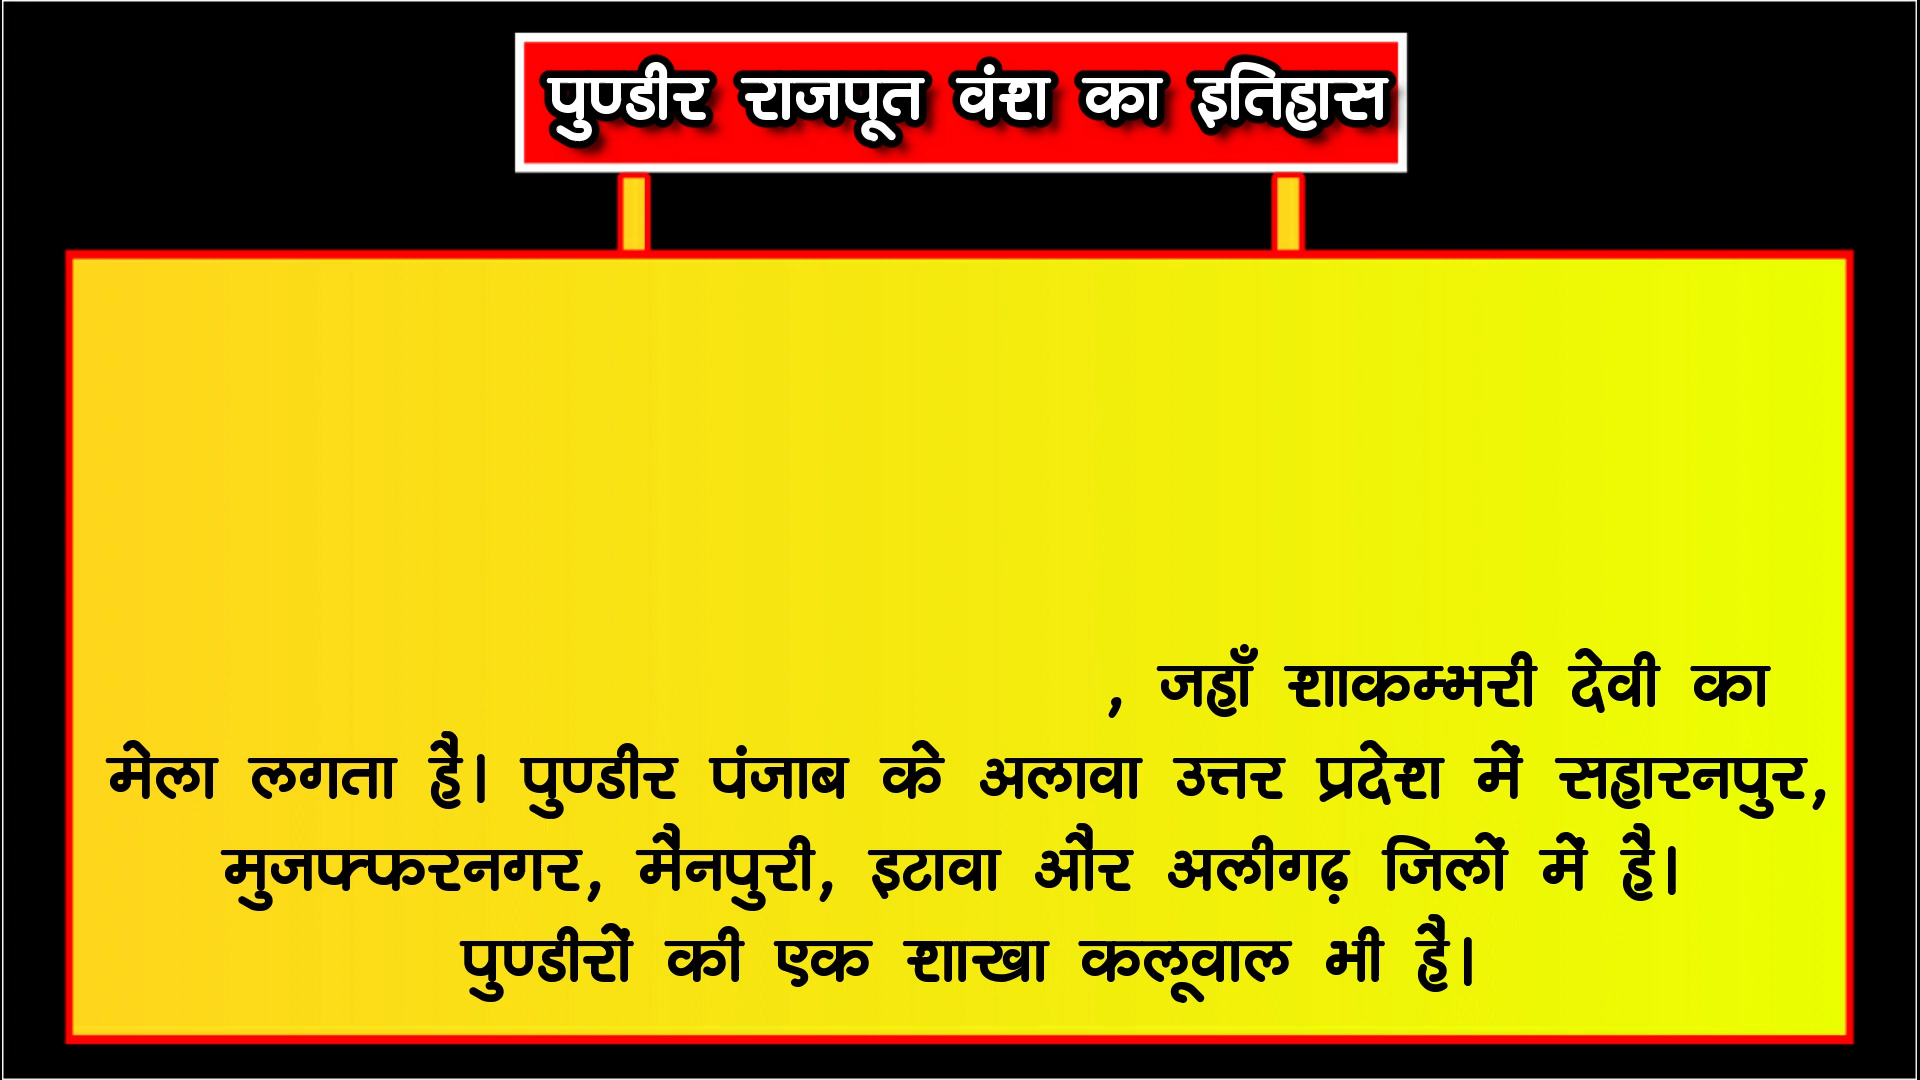 पुण्डीर राजपूत वंश का इतिहास
, जहाँ शाकम्भरी देवी का
मेला लगता है। पुण्डीर पंजाब के अलावा उत्तर प्रदेश में सहारनपुर,
मुजफ्फरनगर, मैनपुरी, इटावा और अलीगढ़ जिलों में है।
पुण्डीरों की एक शाखा कलूवाल भी है।